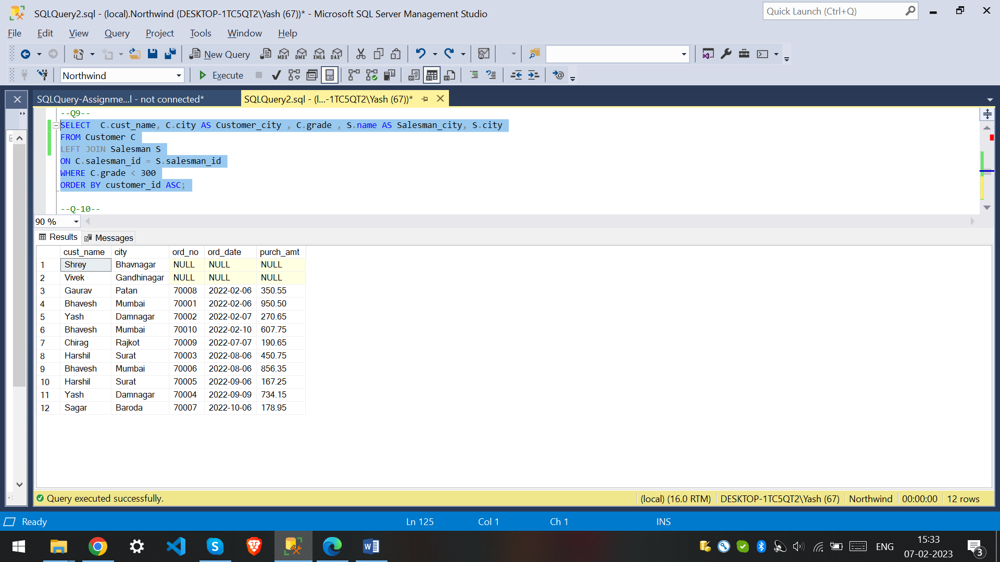 SQLQuery2.sql - (local).Northwind (DESKTOP-1TC5QT2\Yash (67))* - Microsoft SQL Server Management Studio
Quick Launch (Ctrl+Q)
File Edit View Query Project Tools Window Help
New Query MDX DMX XMLA DAX
Northwind Execute
SQLQuery-Assignme...l - not connected* SQLQuery2.sql - (l...-1TC5QT2\Yash (67))*
--Q9--
SELECT  C.cust_name, C.city AS Customer_city , C.grade , S.name AS Salesman_city, S.city
FROM Customer C
LEFT JOIN Salesman S
ON C.salesman_id = S.salesman_id
WHERE C.grade < 300
ORDER BY customer_id ASC;
--Q-10--
90 %
Results Messages
cust_name city ord_no ord_date purch_amt
1 Shrey Bhavnagar NULL NULL NULL
2 Vivek Gandhinagar NULL NULL NULL
3 Gaurav Patan 70008 2022-02-06 350.55
4 Bhavesh Mumbai 70001 2022-02-06 950.50
5 Yash Damnagar 70002 2022-02-07 270.65
6 Bhavesh Mumbai 70010 2022-02-10 607.75
7 Chirag Rajkot 70009 2022-07-07 190.65
8 Harshil Surat 70003 2022-08-06 450.75
9 Bhavesh Mumbai 70006 2022-08-06 856.35
10 Harshil Surat 70005 2022-09-06 167.25
11 Yash Damnagar 70004 2022-09-09 734.15
12 Sagar Baroda 70007 2022-10-06 178.95
Query executed successfully. (local) (16.0 RTM) DESKTOP-1TC5QT2\Yash (67) Northwind 00:00:00 12 rows
Ready Ln 125 Col 1 Ch 1 INS
ENG 15:33
07-02-2023 3